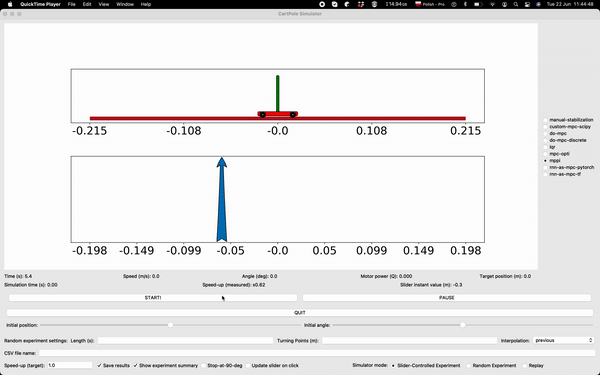 QuickTime Player File Edit View Window Help 14.94 GB Polish - Pro Tue 22 Jun 11:44:48
CartPole Simulator
-0.215 -0.108 -0.0 0.108 0.215
-0.198 -0.149 -0.099 -0.05 -0.0 0.05 0.099 0.149 0.198
manual-stabilization
custom-mpc-scipy
do-mpc
do-mpc-discrete
lqr
mpc-opti
mppi
rnn-as-mpc-pytorch
rnn-as-mpc-tf
Time (s): 5.4 Speed (m/s): 0.0 Angle (deg): 0.0 Motor power (Q): 0.000 Target position (m): 0.0
Simulation time (s): 0.00 Speed-up (measured): x0.62 Slider instant value (m): -0.3
START! PAUSE
QUIT
Initial position: Initial angle:
Random experiment settings: Length (s): Turning Points (m): Interpolation: previous
CSV file name:
Speed-up (target): 1.0 Save results Show experiment summary Stop-at-90-deg Update slider on click Simulator mode: Slider-Controlled Experiment Random Experiment Replay